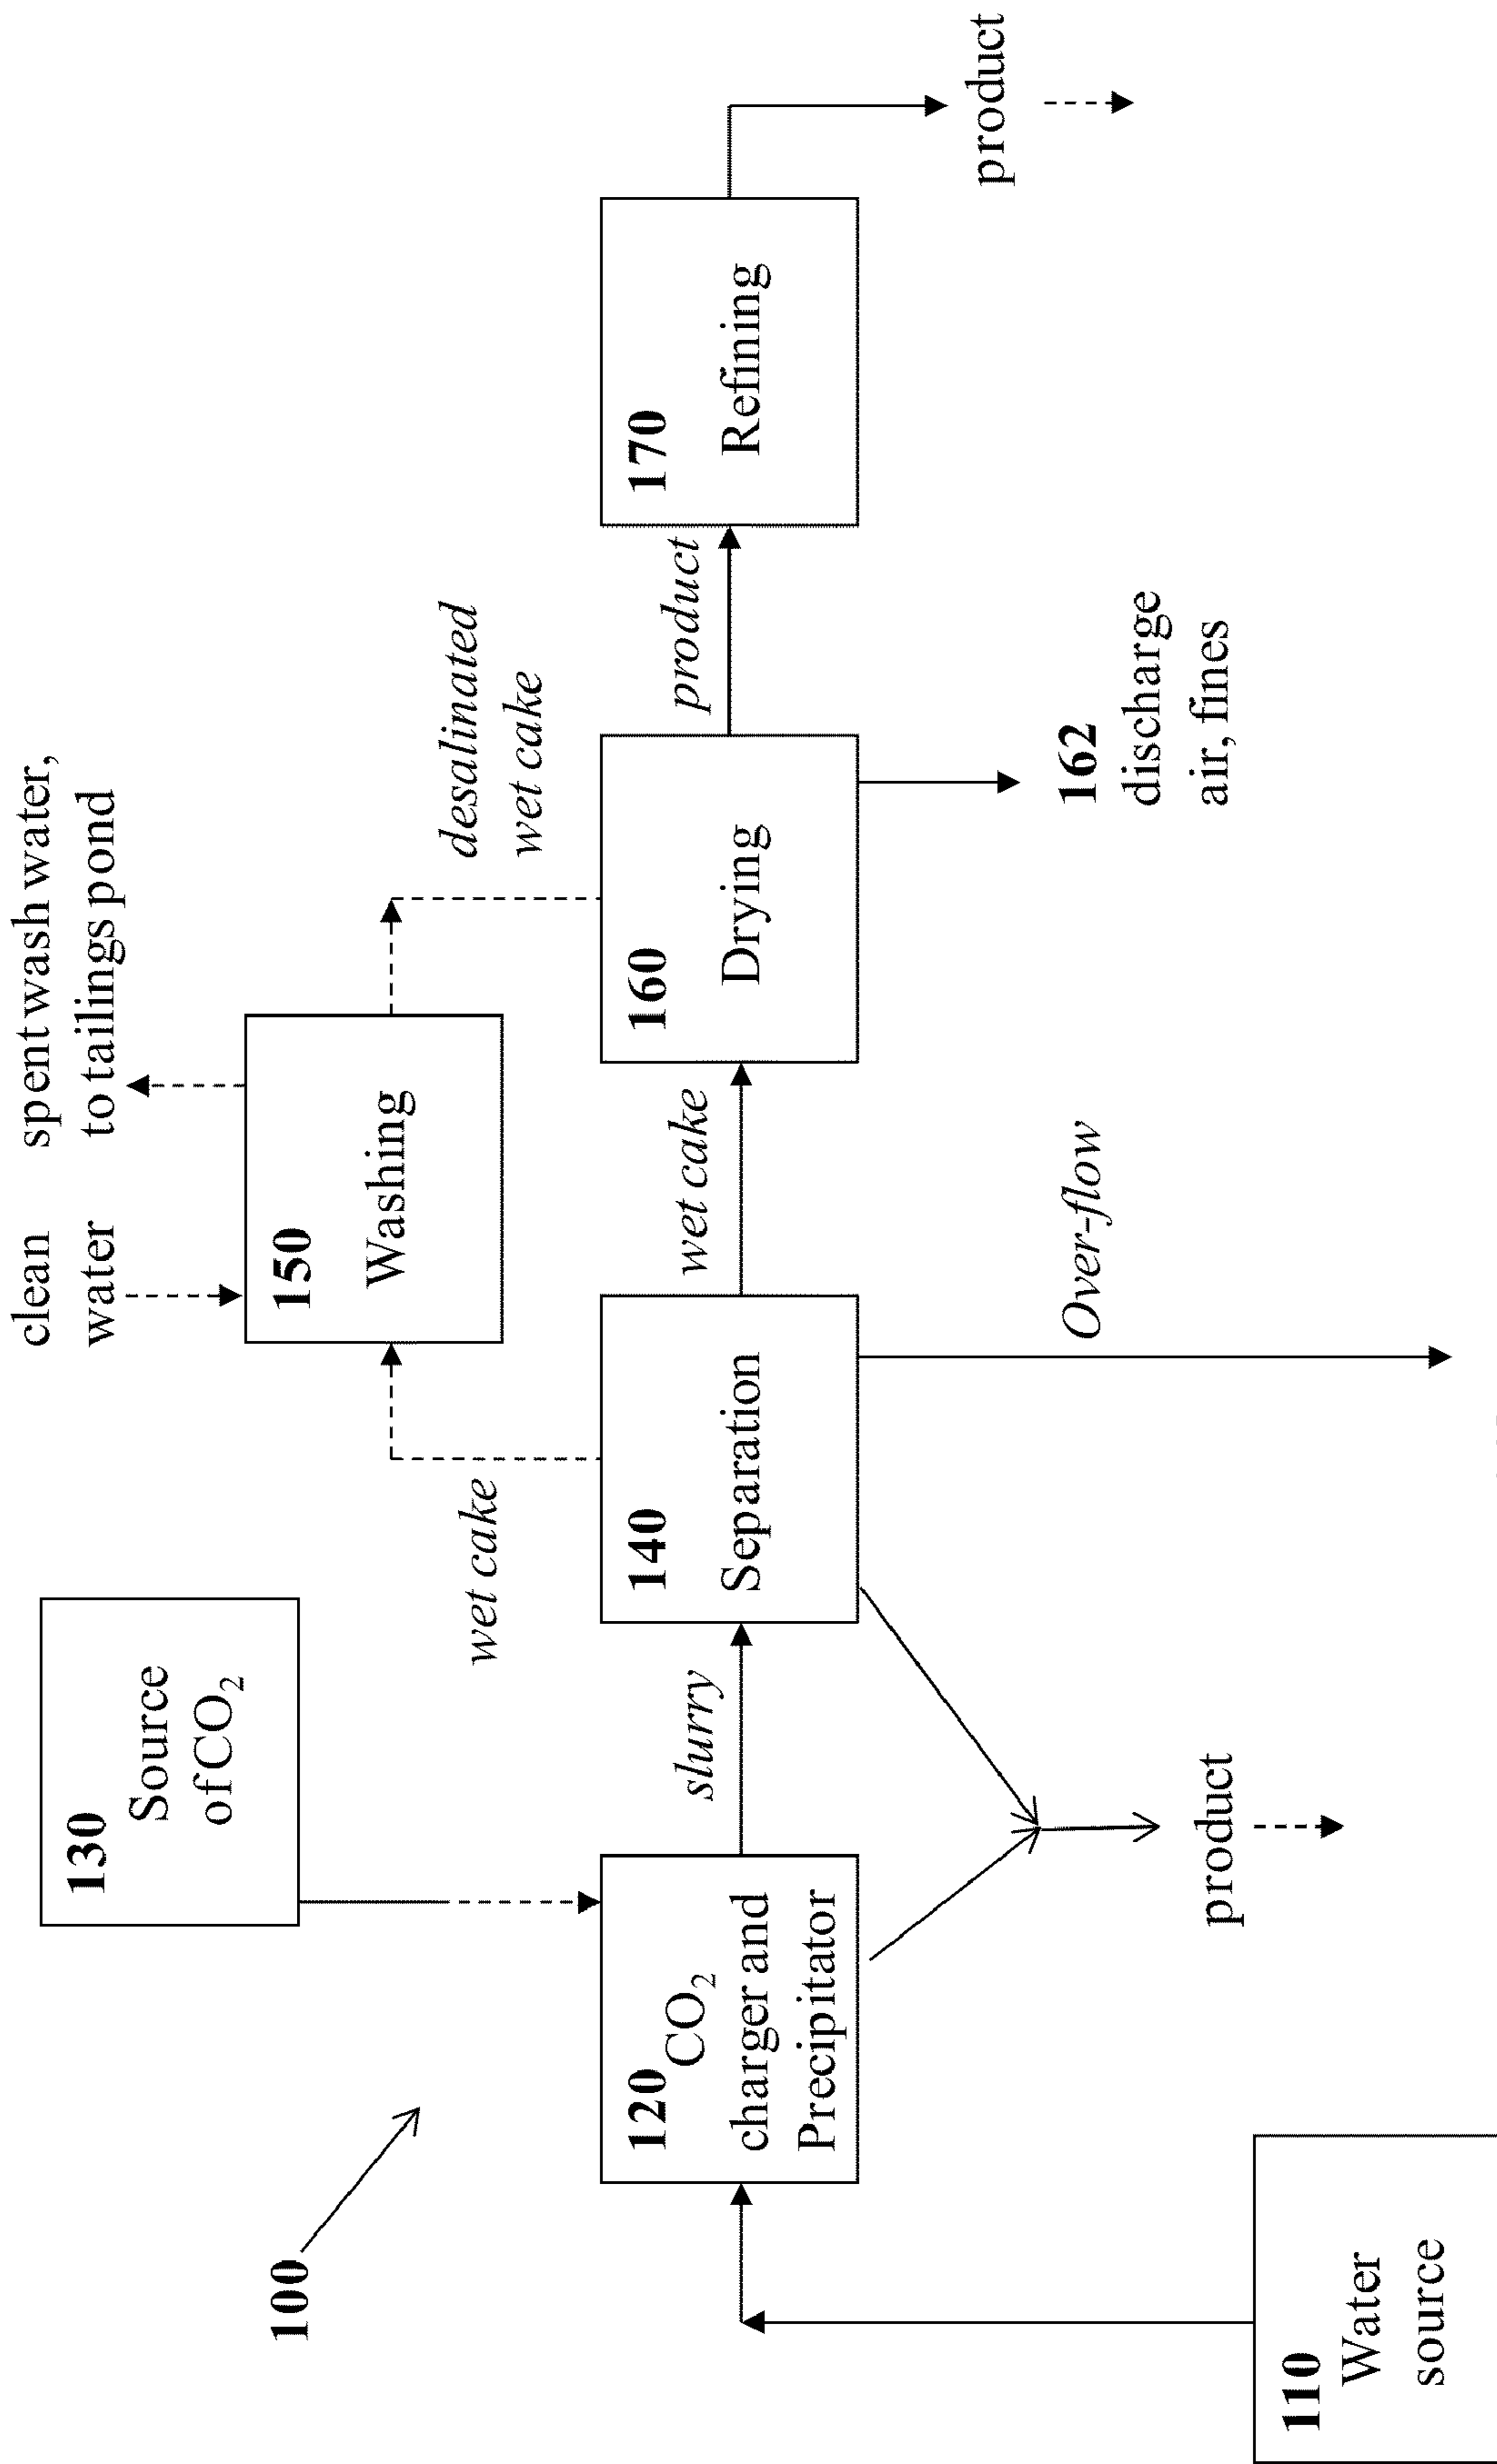 100
130
Source
of CO₂
clean
water
spent wash water,
to tailings pond
150
Washing
wet cake
desalinated
wet cake
120
CO₂
charger and
Precipitator
slurry
140
Separation
wet cake
160
Drying
product
170
Refining
product
110
Water
source
product
Over-flow
162
discharge
air, fines